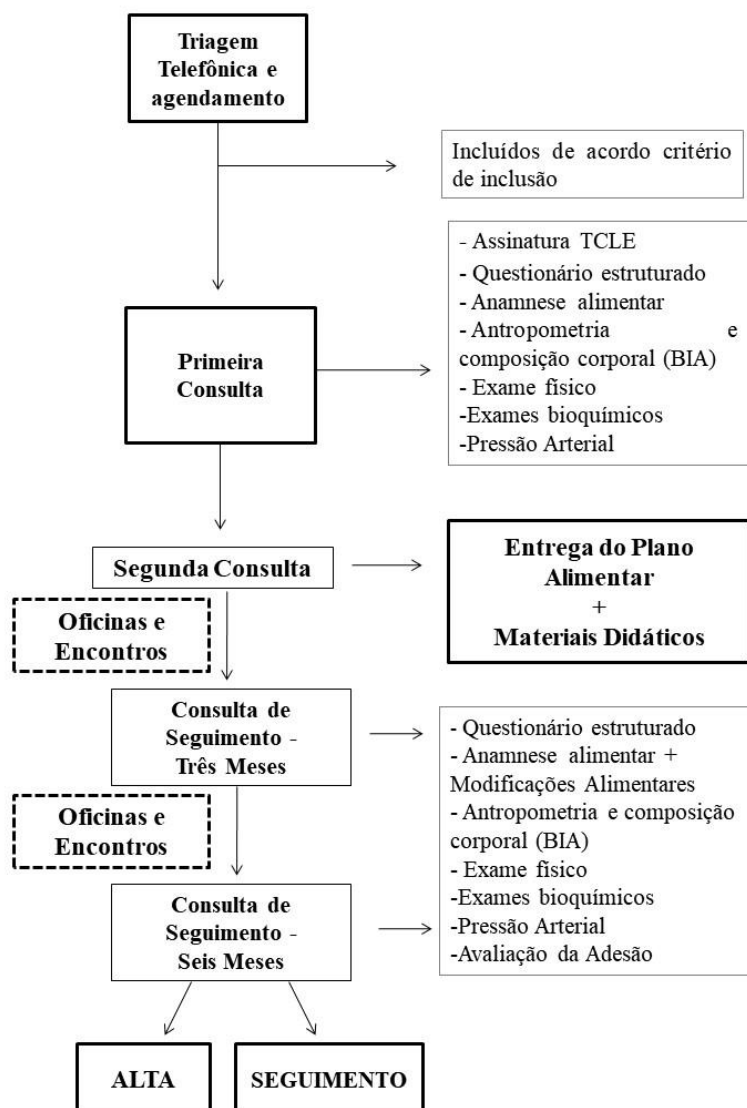 Triagem
Telefônica e
agendamento
Incluídos de acordo critério
de inclusão
- Assinatura TCLE
- Questionário estruturado
- Anamnese alimentar
- Antropometria e
composição corporal (BIA)
- Exame físico
-Exames bioquímicos
-Pressão Arterial
Primeira
Consulta
Segunda Consulta
Entrega do Plano
Alimentar
+
Materiais Didáticos
Oficinas e
Encontros
Consulta de
Seguimento -
Três Meses
- Questionário estruturado
- Anamnese alimentar +
Modificações Alimentares
- Antropometria e composição
corporal (BIA)
- Exame físico
-Exames bioquímicos
-Pressão Arterial
-Avaliação da Adesão
Oficinas e
Encontros
Consulta de
Seguimento -
Seis Meses
ALTA
SEGUIMENTO